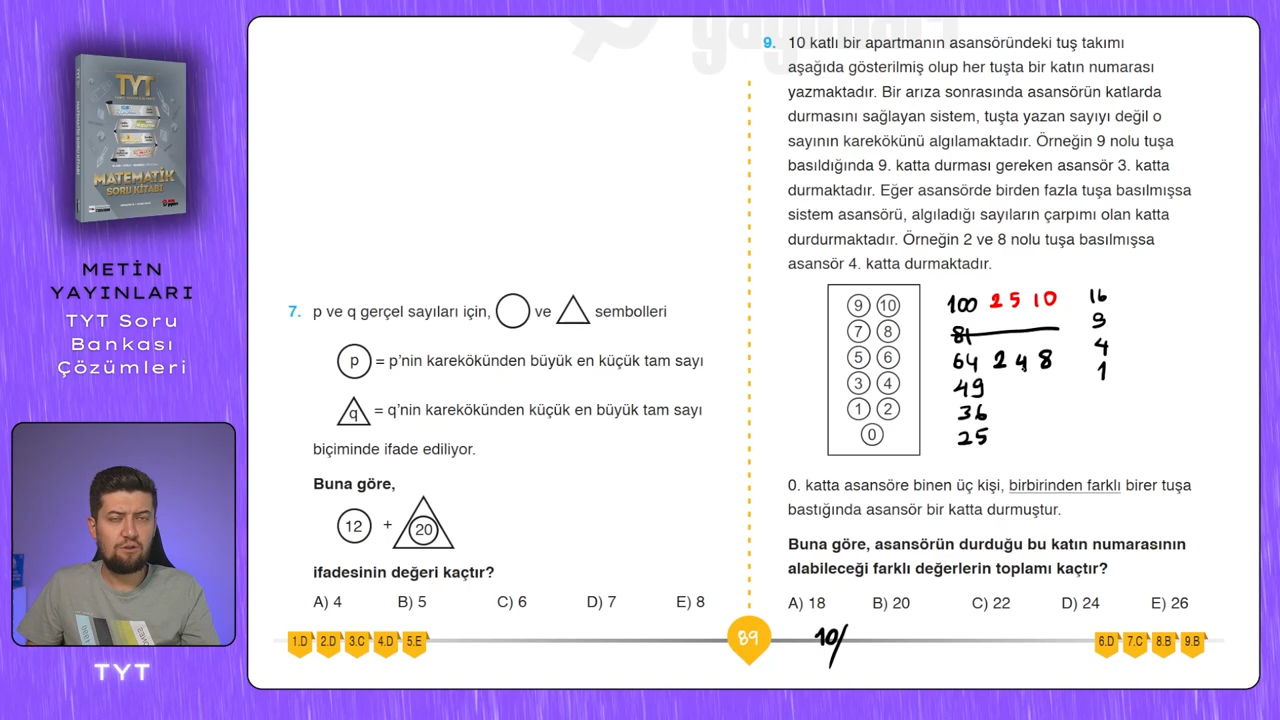 TYT
MATEMATİK
SORU KİTABI
METİN
YAYINLARI
TYT Soru
Bankası
Çözümleri
TYT
yayınları
7. p ve q gerçel sayıları için, ve sembolleri
p = p'nin karekökünden büyük en küçük tam sayı
q = q'nin karekökünden küçük en büyük tam sayı
biçiminde ifade ediliyor.
Buna göre,
12 + 20
ifadesinin değeri kaçtır?
A) 4 B) 5 C) 6 D) 7 E) 8
1.D 2.D 3.C 4.D 5.E
89
9. 10 katlı bir apartmanın asansöründeki tuş takımı
aşağıda gösterilmiş olup her tuşta bir katın numarası
yazmaktadır. Bir arıza sonrasında asansörün katlarda
durmasını sağlayan sistem, tuşta yazan sayıyı değil o
sayının karekökünü algılamaktadır. Örneğin 9 nolu tuşa
basıldığında 9. katta durması gereken asansör 3. katta
durmaktadır. Eğer asansörde birden fazla tuşa basılmışsa
sistem asansörü, algıladığı sayıların çarpımı olan katta
durdurmaktadır. Örneğin 2 ve 8 nolu tuşa basılmışsa
asansör 4. katta durmaktadır.
9 10
7 8
5 6
3 4
1 2
0
100 2 5 10
81
64 2 4 8
49
36
25
16
9
4
1
0. katta asansöre binen üç kişi, birbirinden farklı birer tuşa
bastığında asansör bir katta durmuştur.
Buna göre, asansörün durduğu bu katın numarasının
alabileceği farklı değerlerin toplamı kaçtır?
A) 18 B) 20 C) 22 D) 24 E) 26
10/
6.D 7.C 8.B 9.B